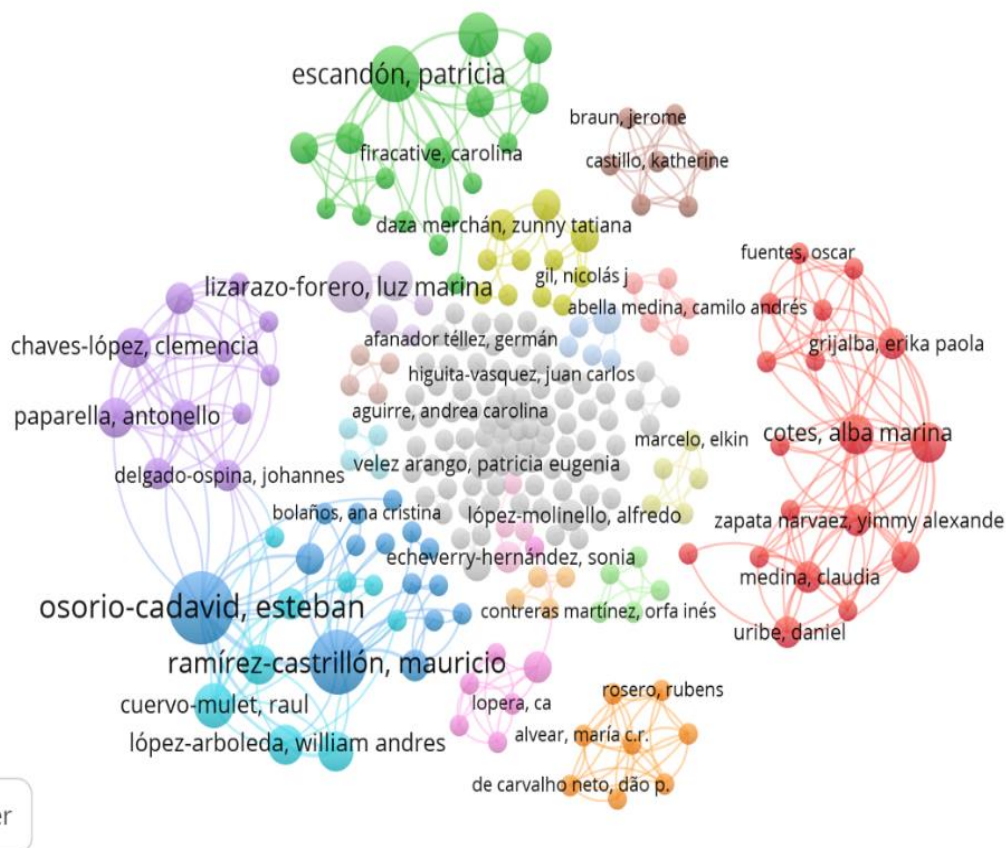 escandón, patricia
braun, jerome
firacative, carolina
castillo, katherine
daza merchán, zunny tatiana
fuentes, oscar
gil, nicolás j
lizarazo-forero, luz marina
abella medina, camilo andrés
afanador téllez, germán
grijalba, erika paola
chaves-lópez, clemencia
higuita-vasquez, juan carlos
aguirre, andrea carolina
paparella, antonello
marcelo, elkin
cotes, alba marina
velez arango, patricia eugenia
delgado-ospina, johannes
bolaños, ana cristina
lópez-molinello, alfredo
zapata narvaez, yimmy alexande
echeverry-hernández, sonia
medina, claudia
osorio-cadavid, esteban
contreras martínez, orfa inés
uribe, daniel
ramírez-castrillón, mauricio
rosero, rubens
cuervo-mulet, raul
lopera, ca
alvear, maría c.r.
lópez-arboleda, william andres
de carvalho neto, dão p.
er